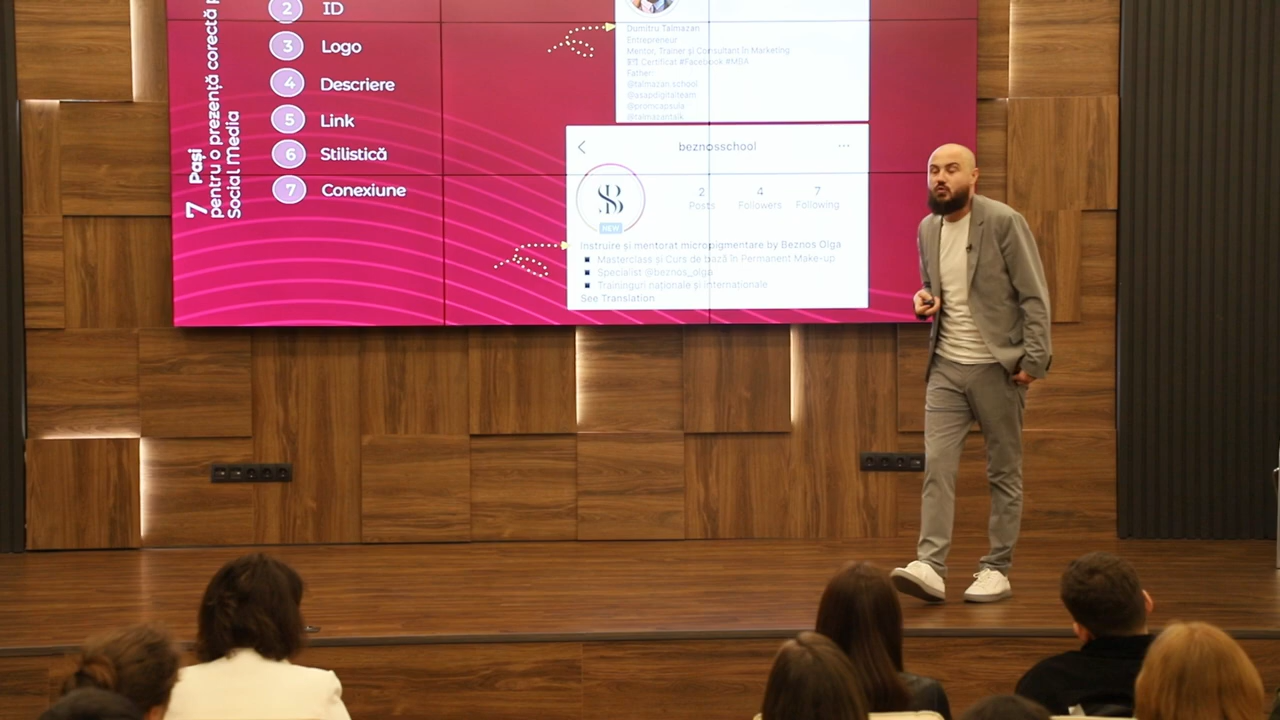 7 Pași
pentru o prezență corectă p
Social Media
2 ID
3 Logo
4 Descriere
5 Link
6 Stilistică
7 Conexiune
Dumitru Talmazan
Entrepreneur
Mentor, Trainer și Consultant în Marketing
Certificat #Facebook #MBA
Father:
@talmazan.school
@asapdigitalteam
@promcapsula
@talmazantalk
beznosschool
SB
NEW
2 Posts
4 Followers
7 Following
Instruire si mentorat micropigmentare by Beznos Olga
Masterclass și Curs de bază în Permanent Make-up
Specialist @beznos_olga
Traininguri naționale și internationale
See Translation